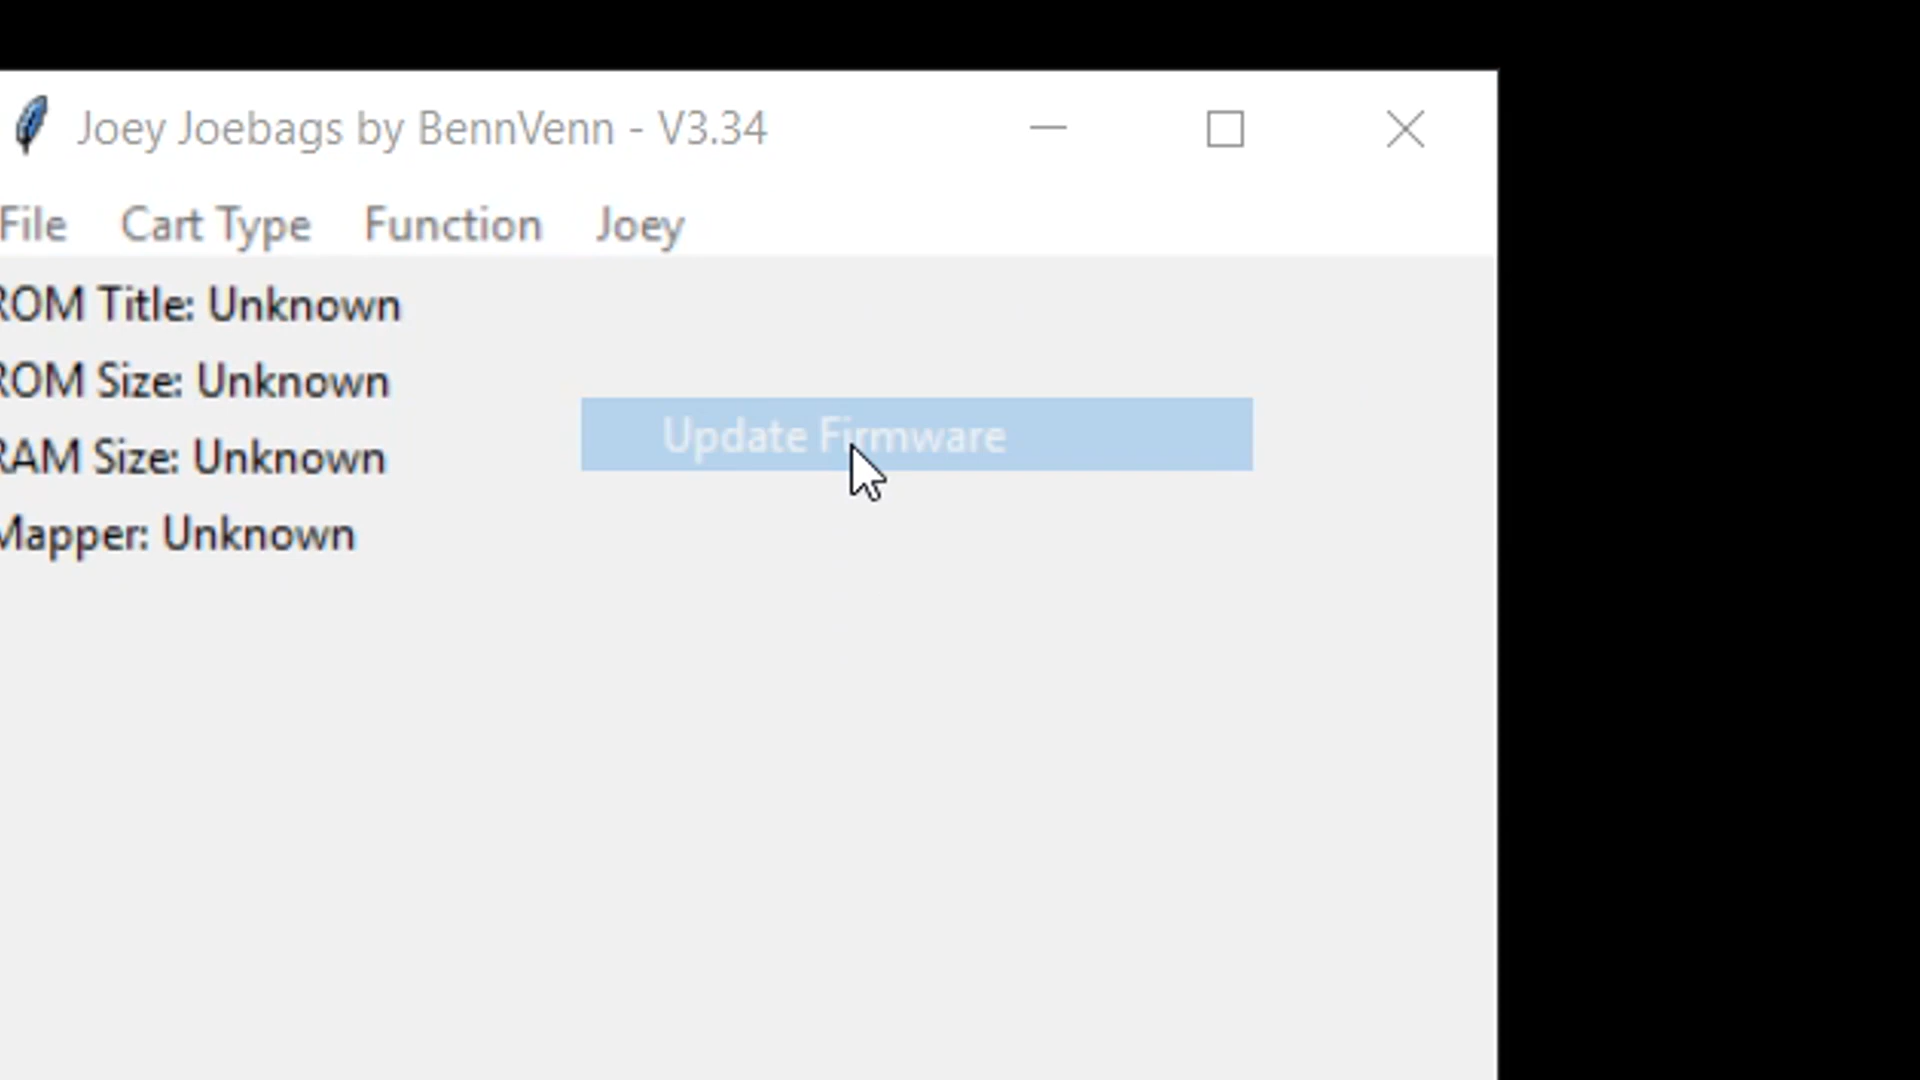 Joey Joebags by BennVenn - V3.34
File Cart Type Function Joey
ROM Title: Unknown
ROM Size: Unknown
Update Firmware
RAM Size: Unknown
Mapper: Unknown